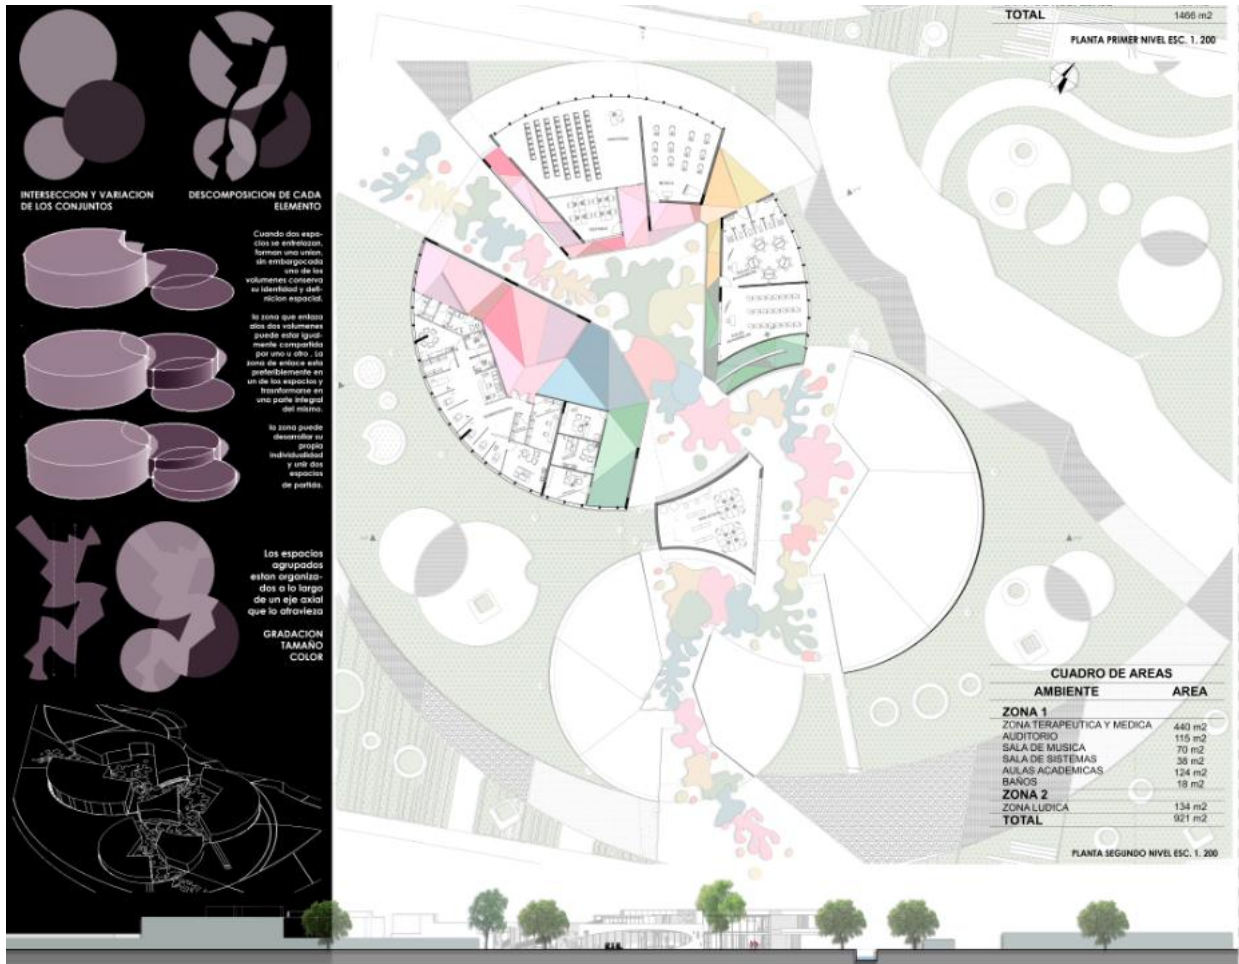 TOTAL 1466 m2
PLANTA PRIMER NIVEL ESC. 1. 200
INTERSECCION Y VARIACION
DE LOS CONJUNTOS
DESCOMPOSICION DE CADA
ELEMENTO
Cuando dos espa-
cios se entrelazan,
forman una union,
sin embargocada
uno de los
volumenes conserva
su identidad y defi-
nicion espacial.
la zona que enlaza
alos dos volumenes
puede estar igual-
mente compartida
por uno u otro . La
zona de enlace esta
preferiblemente en
un de los espacios y
trasnformarse en
una parte integral
del mismo.
la zona puede
desarrollar su
propia
individualidad
y unir dos
espacios
de partida.
Los espacios
agrupados
estan organiza-
dos a lo largo
de un eje axial
que lo atravieza
GRADACION
TAMAÑO
COLOR
CUADRO DE AREAS
AMBIENTE AREA
ZONA 1
ZONA TERAPEUTICA Y MEDICA 440 m2
AUDITORIO 115 m2
SALA DE MUSICA 70 m2
SALA DE SISTEMAS 38 m2
AULAS ACADEMICAS 124 m2
BAÑOS 18 m2
ZONA 2
ZONA LUDICA 134 m2
TOTAL 921 m2
PLANTA SEGUNDO NIVEL ESC. 1. 200